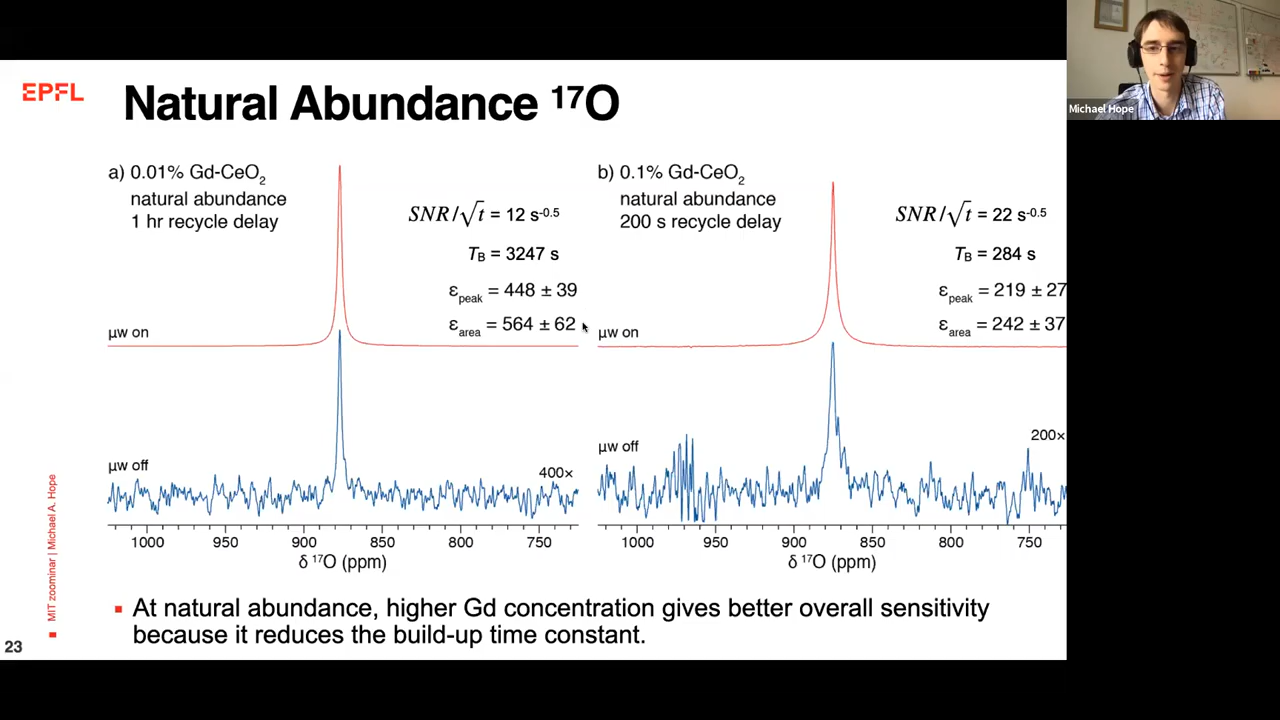 EPFL
Natural Abundance ¹⁷O
Michael Hope
a) 0.01% Gd-CeO₂
natural abundance
1 hr recycle delay
SNR/√t = 12 s⁻⁰·⁵
T_B = 3247 s
ε_peak = 448 ± 39
ε_area = 564 ± 62
μw on
μw off
400×
1000 950 900 850 800 750
δ ¹⁷O (ppm)
b) 0.1% Gd-CeO₂
natural abundance
200 s recycle delay
SNR/√t = 22 s⁻⁰·⁵
T_B = 284 s
ε_peak = 219 ± 27
ε_area = 242 ± 37
μw on
μw off
200×
1000 950 900 850 800 750
δ ¹⁷O (ppm)
▪ At natural abundance, higher Gd concentration gives better overall sensitivity
because it reduces the build-up time constant.
■ MIT zoominar | Michael A. Hope
23